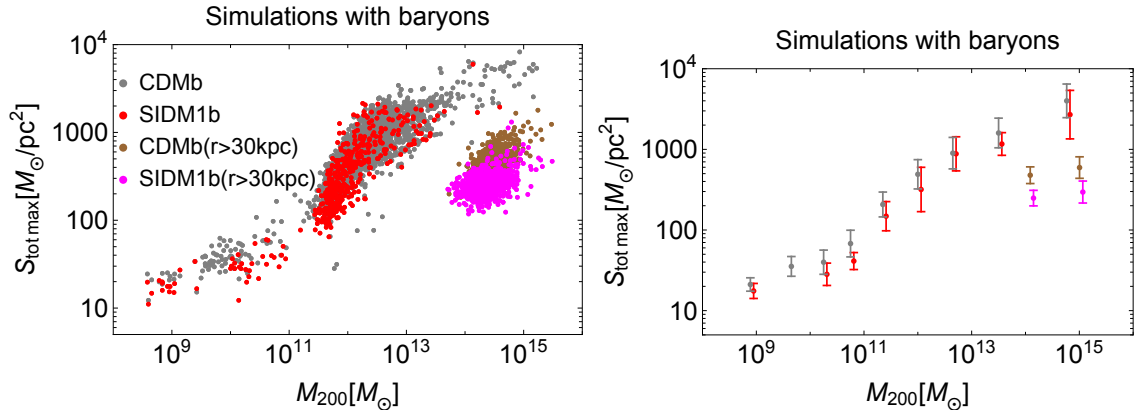 Simulations with baryons
S_tot max[M_⊙/pc^2]
10^4
1000
100
10
CDMb
SIDM1b
CDMb(r>30kpc)
SIDM1b(r>30kpc)
10^9 10^11 10^13 10^15
M_200[M_⊙]
Simulations with baryons
S_tot max[M_⊙/pc^2]
10^4
1000
100
10
10^9 10^11 10^13 10^15
M_200[M_⊙]